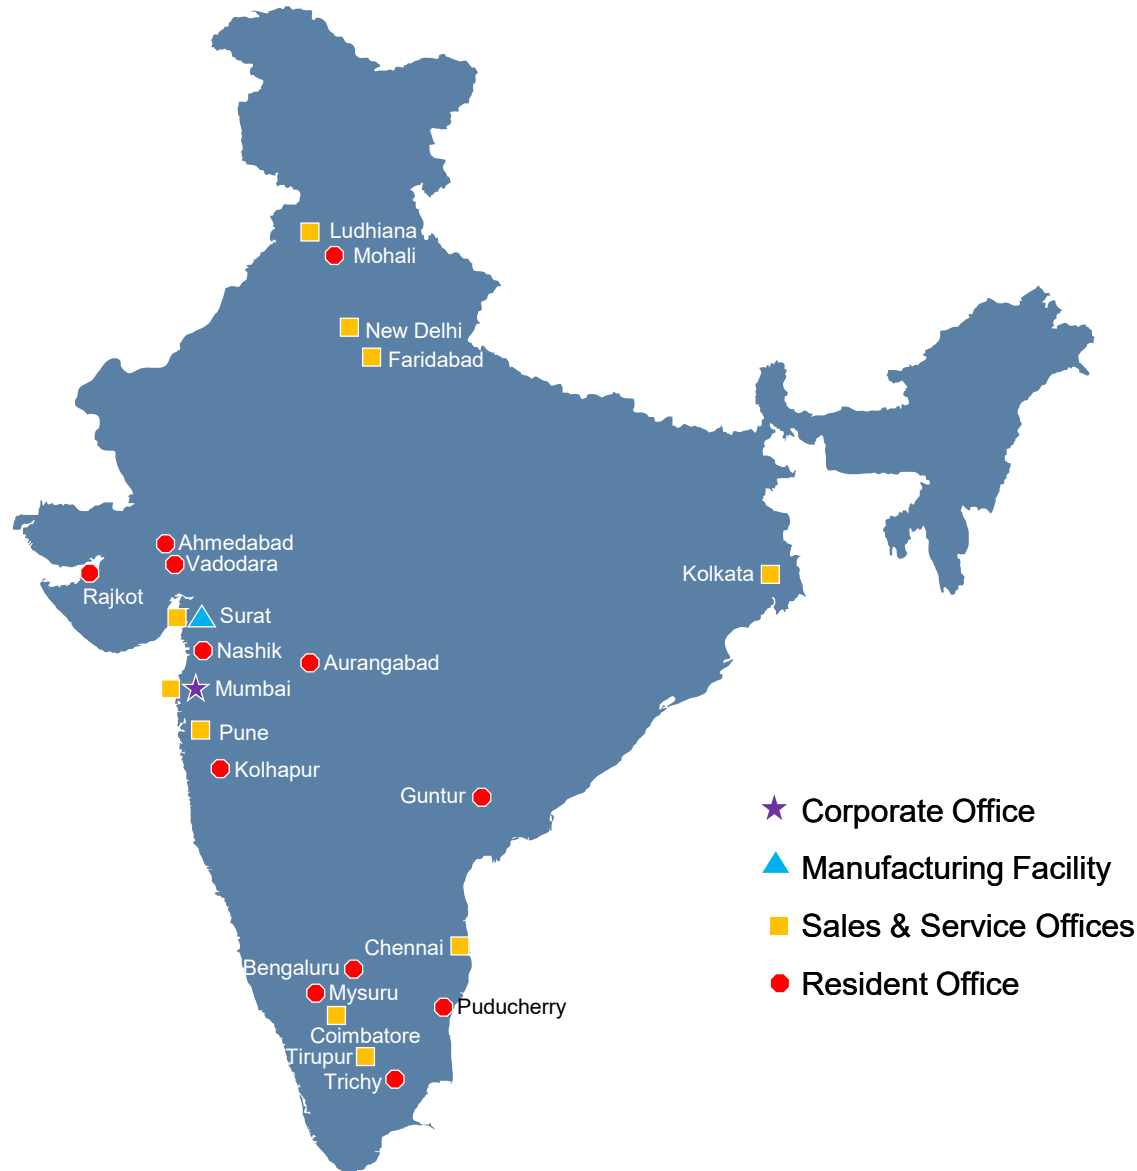 Ludhiana
Mohali
New Delhi
Faridabad
Ahmedabad
Vadodara
Kolkata
Rajkot
Surat
Nashik
Aurangabad
Mumbai
Pune
Kolhapur
Guntur
Corporate Office
Manufacturing Facility
Sales & Service Offices
Chennai
Bengaluru
Resident Office
Mysuru
Puducherry
Coimbatore
Tirupur
Trichy